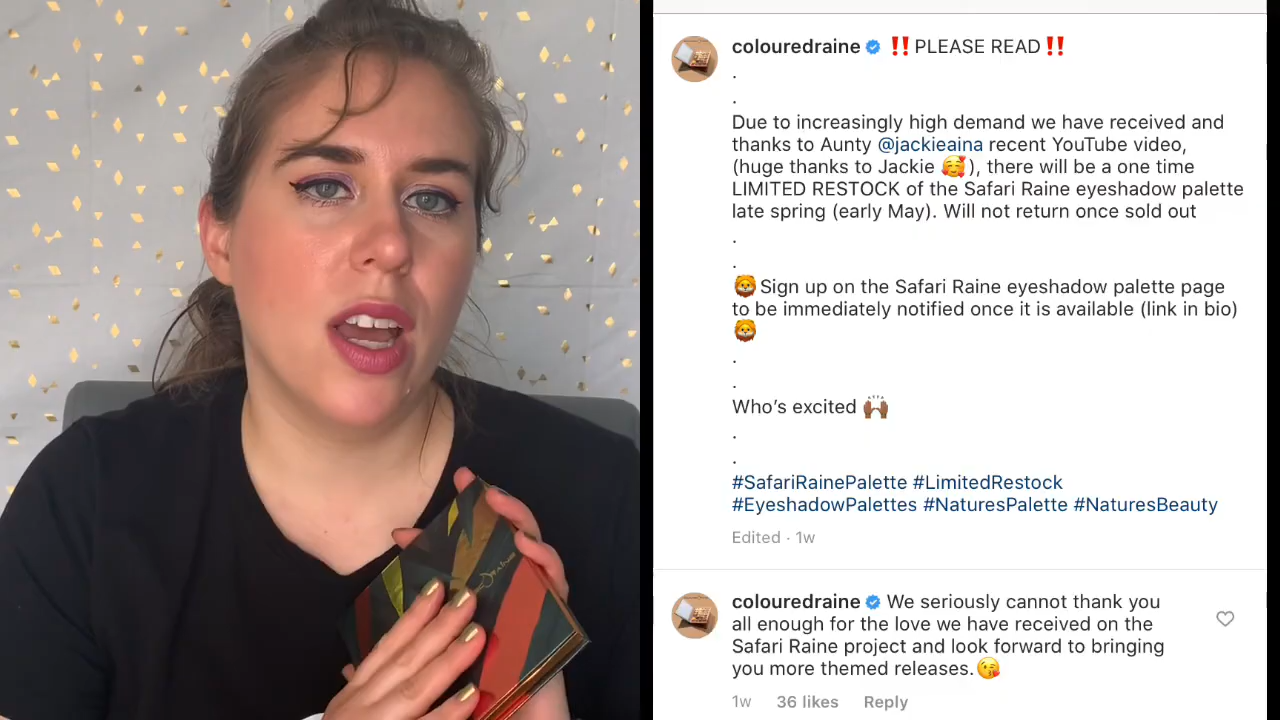 colouredraine ‼️PLEASE READ‼️
.
.
Due to increasingly high demand we have received and
thanks to Aunty @jackieaina recent YouTube video,
(huge thanks to Jackie 🥰), there will be a one time
LIMITED RESTOCK of the Safari Raine eyeshadow palette
late spring (early May). Will not return once sold out
.
.
🦁Sign up on the Safari Raine eyeshadow palette page
to be immediately notified once it is available (link in bio)
🦁
.
.
Who's excited 🙌🏾
.
.
#SafariRainePalette #LimitedRestock
#EyeshadowPalettes #NaturesPalette #NaturesBeauty
Edited · 1w
colouredraine We seriously cannot thank you
all enough for the love we have received on the
Safari Raine project and look forward to bringing
you more themed releases.😘
1w 36 likes Reply